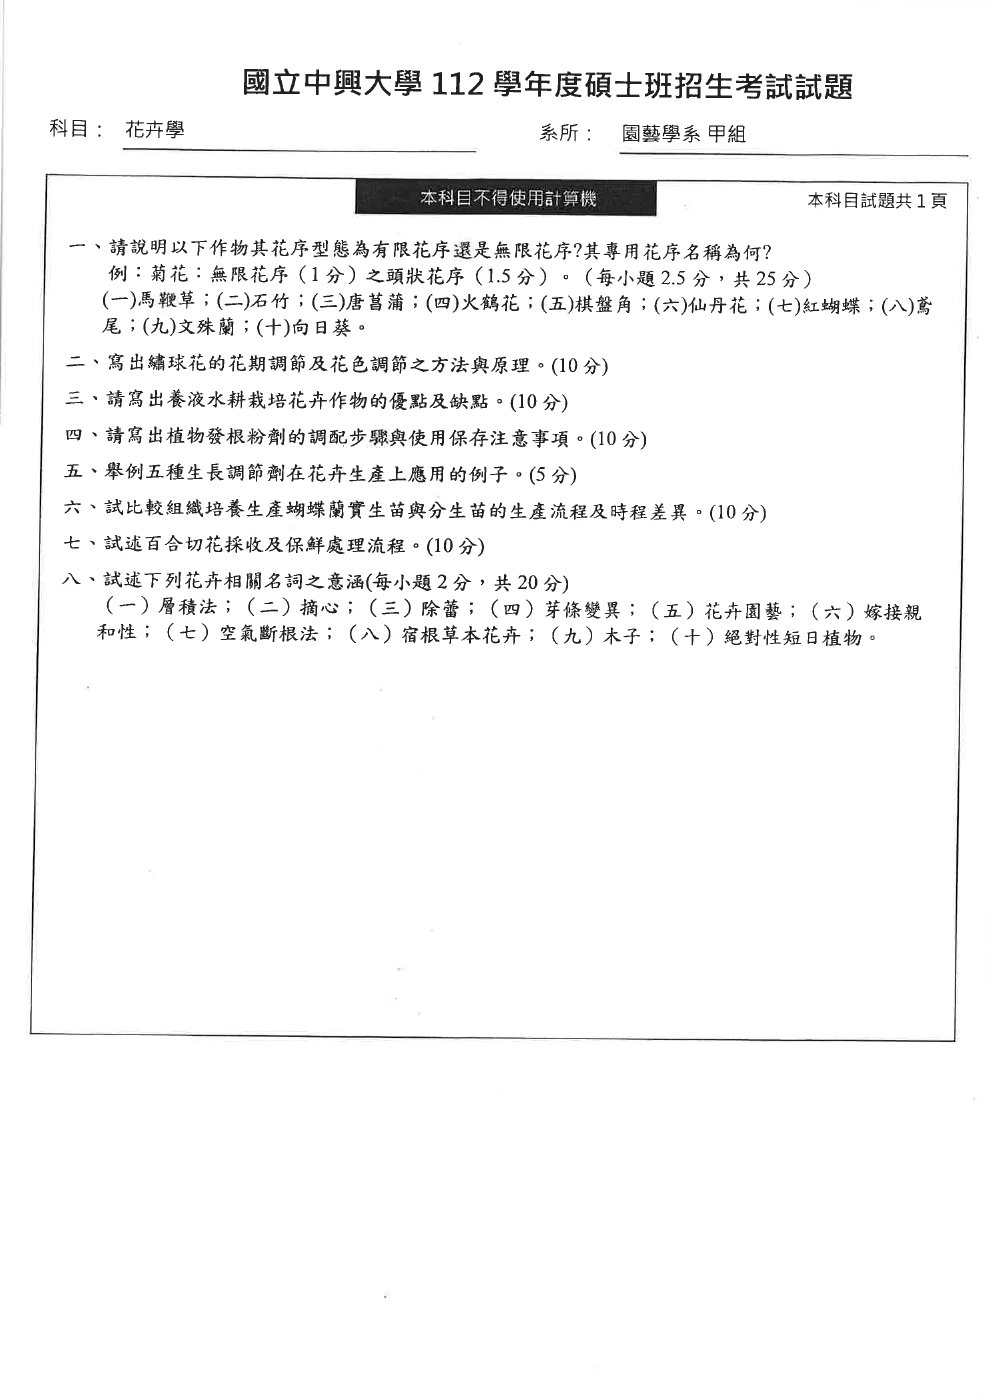 國立中興大學 112 學年度碩士班招生考試試題
科目： 花卉學 系所： 園藝學系 甲組
本科目不得使用計算機 本科目試題共 1 頁
一、請說明以下作物其花序型態為有限花序還是無限花序?其專用花序名稱為何?
例：菊花：無限花序（1 分）之頭狀花序（1.5 分）。（每小題 2.5 分，共 25 分）
(一)馬鞭草；(二)石竹；(三)唐菖蒲；(四)火鶴花；(五)棋盤角；(六)仙丹花；(七)紅蝴蝶；(八)鳶
尾；(九)文殊蘭；(十)向日葵。
二、寫出繡球花的花期調節及花色調節之方法與原理。(10 分)
三、請寫出養液水耕栽培花卉作物的優點及缺點。(10 分)
四、請寫出植物發根粉劑的調配步驟與使用保存注意事項。(10 分)
五、舉例五種生長調節劑在花卉生產上應用的例子。(5 分)
六、試比較組織培養生產蝴蝶蘭實生苗與分生苗的生產流程及時程差異。(10 分)
七、試述百合切花採收及保鮮處理流程。(10 分)
八、試述下列花卉相關名詞之意涵(每小題 2 分，共 20 分)
（一）層積法；（二）摘心；（三）除蕾；（四）芽條變異；（五）花卉園藝；（六）嫁接親
和性；（七）空氣斷根法；（八）宿根草本花卉；（九）木子；（十）絕對性短日植物。